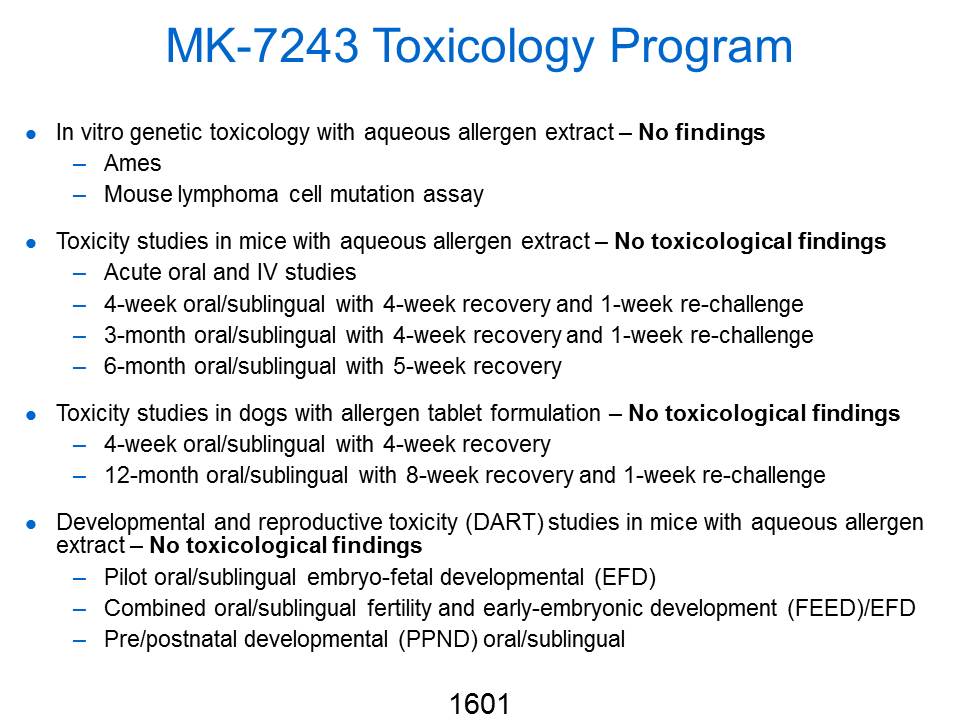 MK-7243 Toxicology Program
● In vitro genetic toxicology with aqueous allergen extract – No findings
– Ames
– Mouse lymphoma cell mutation assay
● Toxicity studies in mice with aqueous allergen extract – No toxicological findings
– Acute oral and IV studies
– 4-week oral/sublingual with 4-week recovery and 1-week re-challenge
– 3-month oral/sublingual with 4-week recovery and 1-week re-challenge
– 6-month oral/sublingual with 5-week recovery
● Toxicity studies in dogs with allergen tablet formulation – No toxicological findings
– 4-week oral/sublingual with 4-week recovery
– 12-month oral/sublingual with 8-week recovery and 1-week re-challenge
● Developmental and reproductive toxicity (DART) studies in mice with aqueous allergen
extract – No toxicological findings
– Pilot oral/sublingual embryo-fetal developmental (EFD)
– Combined oral/sublingual fertility and early-embryonic development (FEED)/EFD
– Pre/postnatal developmental (PPND) oral/sublingual
1601